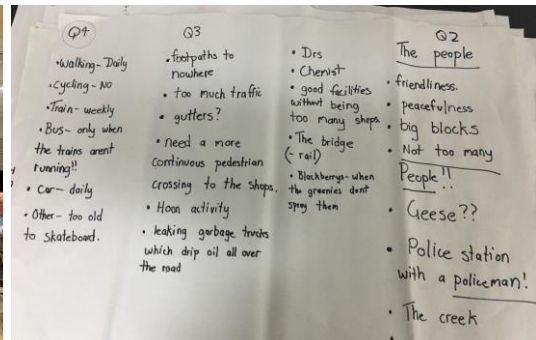 Q4
• Walking - Daily
• Cycling - NO
• Train - weekly
• Bus - only when
the trains arent
running!!
• Car - daily
• Other - too old
to skateboard.
Q3
• footpaths to
nowhere
• too much traffic
• gutters?
• need a more
continuous pedestrian
crossing to the shops.
• Hoon activity
• leaking garbage trucks
which drip oil all over
the road
• Drs
• Chemist
• good facilities
without being
too many shops
• The bridge
(- rail)
• Blackberrys - when
the greenies dont
spray them
Q2
The people
• friendliness.
• peacefulness
• big blocks
• Not too many
People!!
• Geese??
• Police station
with a policeman!
• The creek